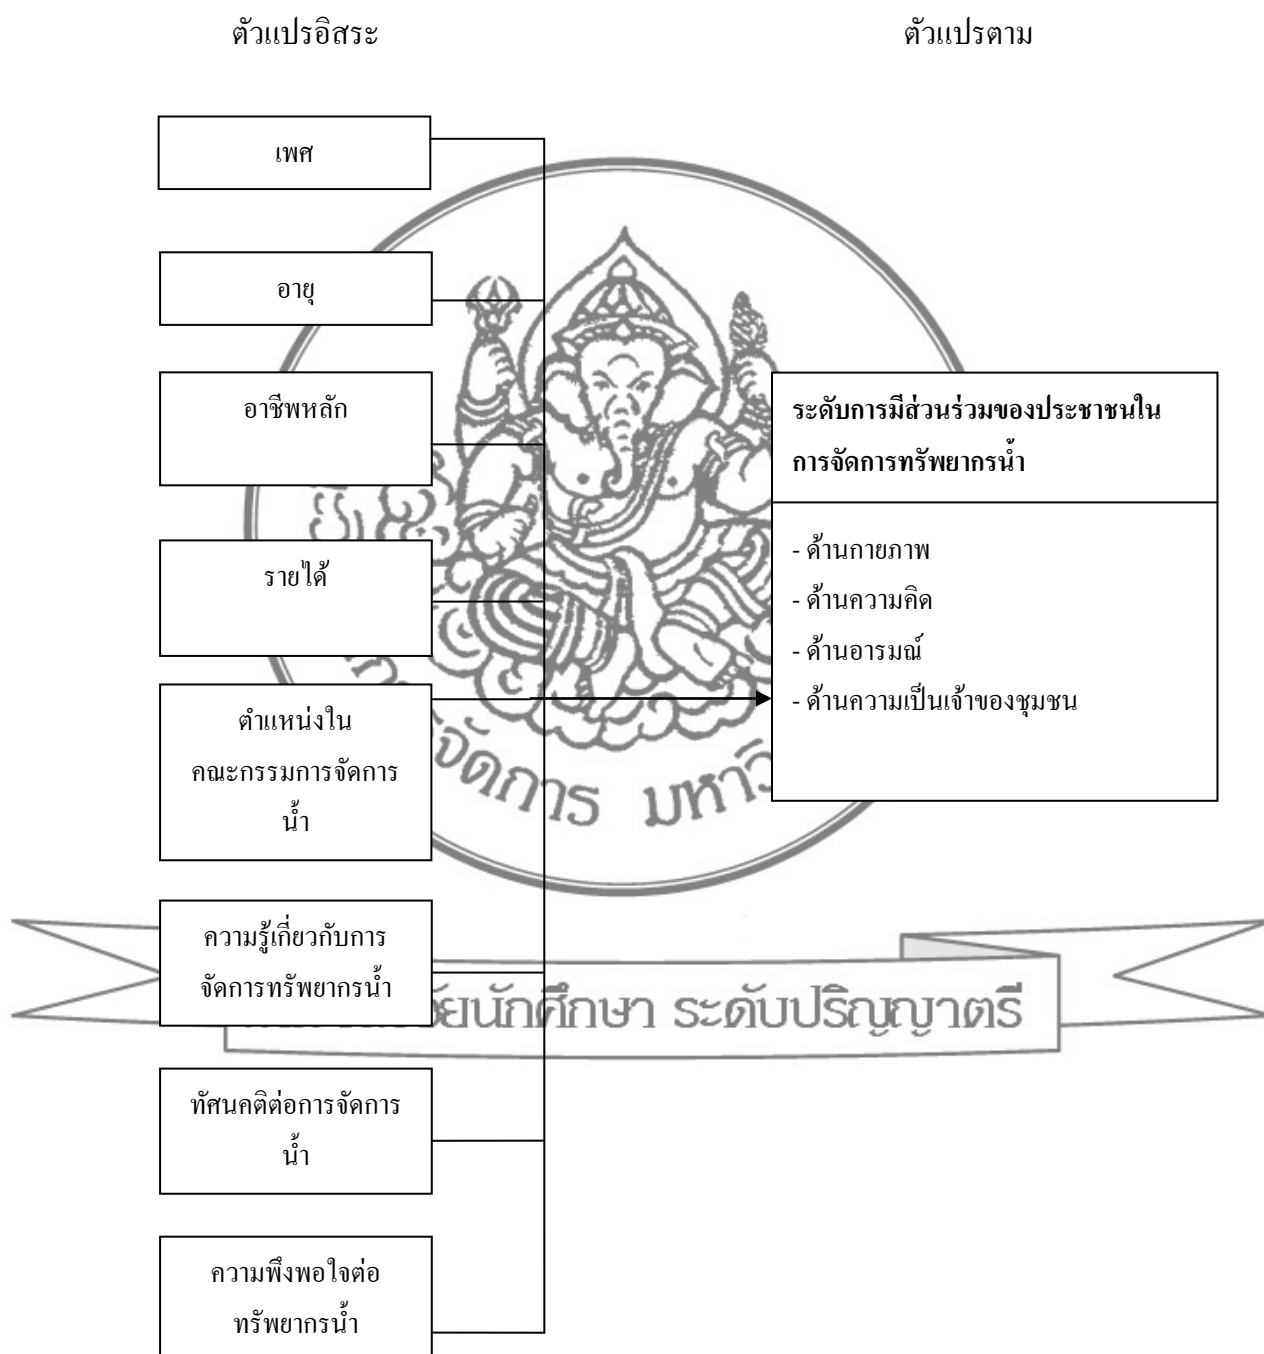 ตัวแปรอิสระ
ตัวแปรตาม
เพศ
อายุ
อาชีพหลัก
รายได้
ตำแหน่งใน
คณะกรรมการจัดการ
น้ำ
ความรู้เกี่ยวกับการ
จัดการทรัพยากรน้ำ
ทัศนคติต่อการจัดการ
น้ำ
ความพึงพอใจต่อ
ทรัพยากรน้ำ
ระดับการมีส่วนร่วมของประชาชนใน
การจัดการทรัพยากรน้ำ
- ด้านกายภาพ
- ด้านความคิด
- ด้านอารมณ์
- ด้านความเป็นเจ้าของชุมชน
จัดการ มหาวิ
นักศึกษา ระดับปริญญาตรี